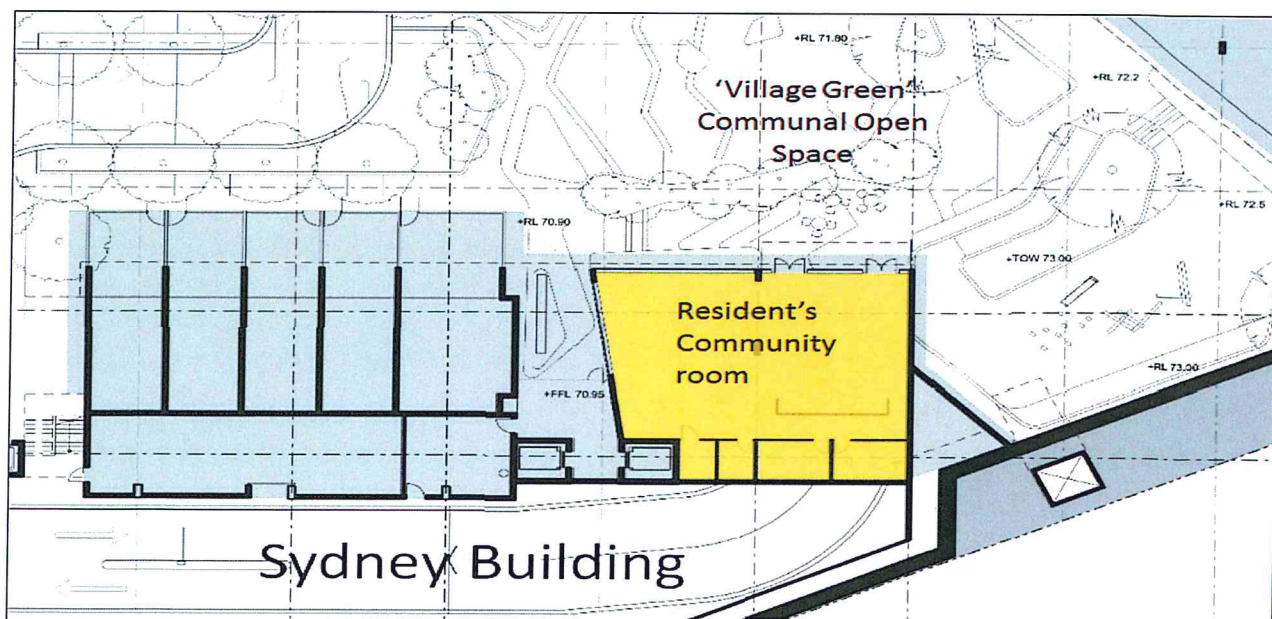 +RL 71.80
+RL 72.2
'Village Green'
Communal Open
Space
+RL 72.5
+RL 70.90
+TOW 73.00
Resident's
Community
room
+RL 73.00
+FFL 70.95
Sydney Building